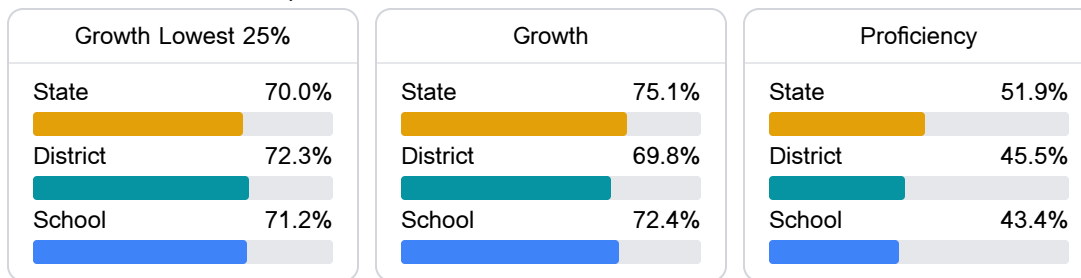 Growth Lowest 25%
State 70.0%
District 72.3%
School 71.2%
Growth
State 75.1%
District 69.8%
School 72.4%
Proficiency
State 51.9%
District 45.5%
School 43.4%